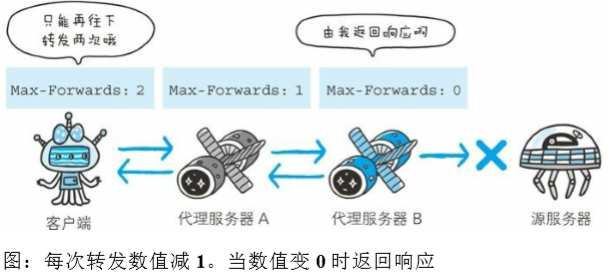 只能再往下
转发两次哦
由我返回响应啊
Max-Forwards: 2
Max-Forwards: 1
Max-Forwards: 0
客户端
代理服务器 A
代理服务器 B
源服务器
图：每次转发数值减 1。当数值变 0 时返回响应